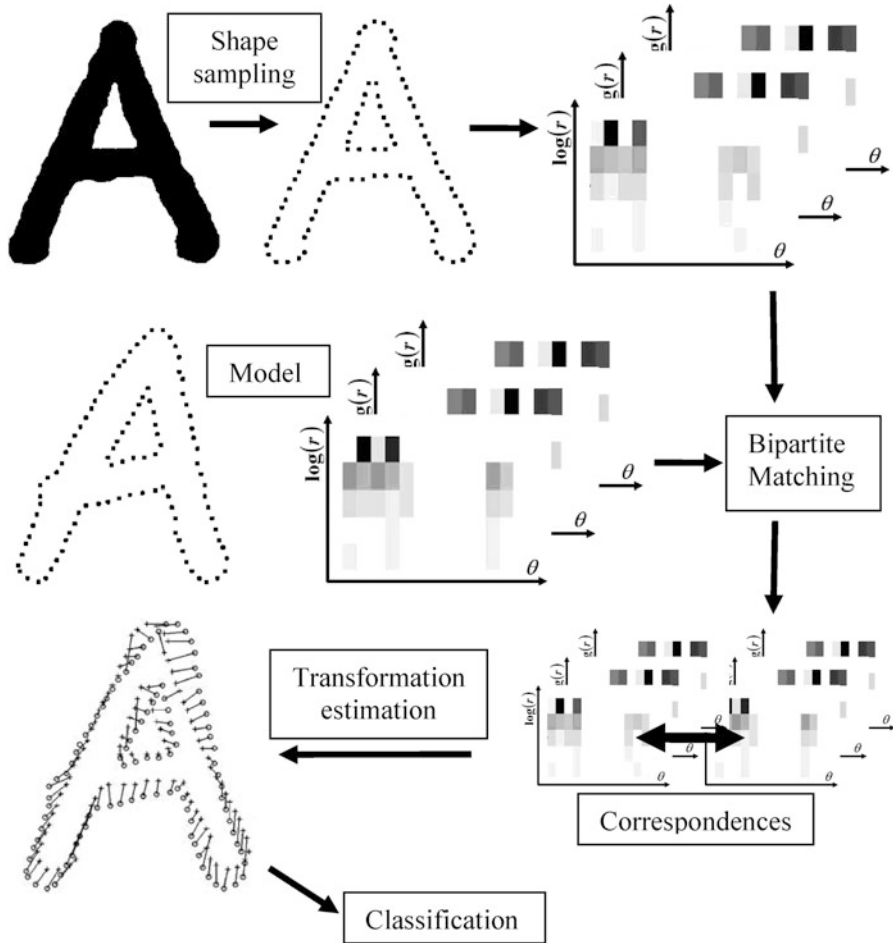 Shape
sampling
g(r)
g(r)
log(r)
θ
θ
θ
Model
g(r)
g(r)
log(r)
θ
θ
θ
Bipartite
Matching
Transformation
estimation
g(r)
g(r)
log(r)
θ
θ
θ
g(r)
g(r)
θ
θ
θ
Correspondences
Classification